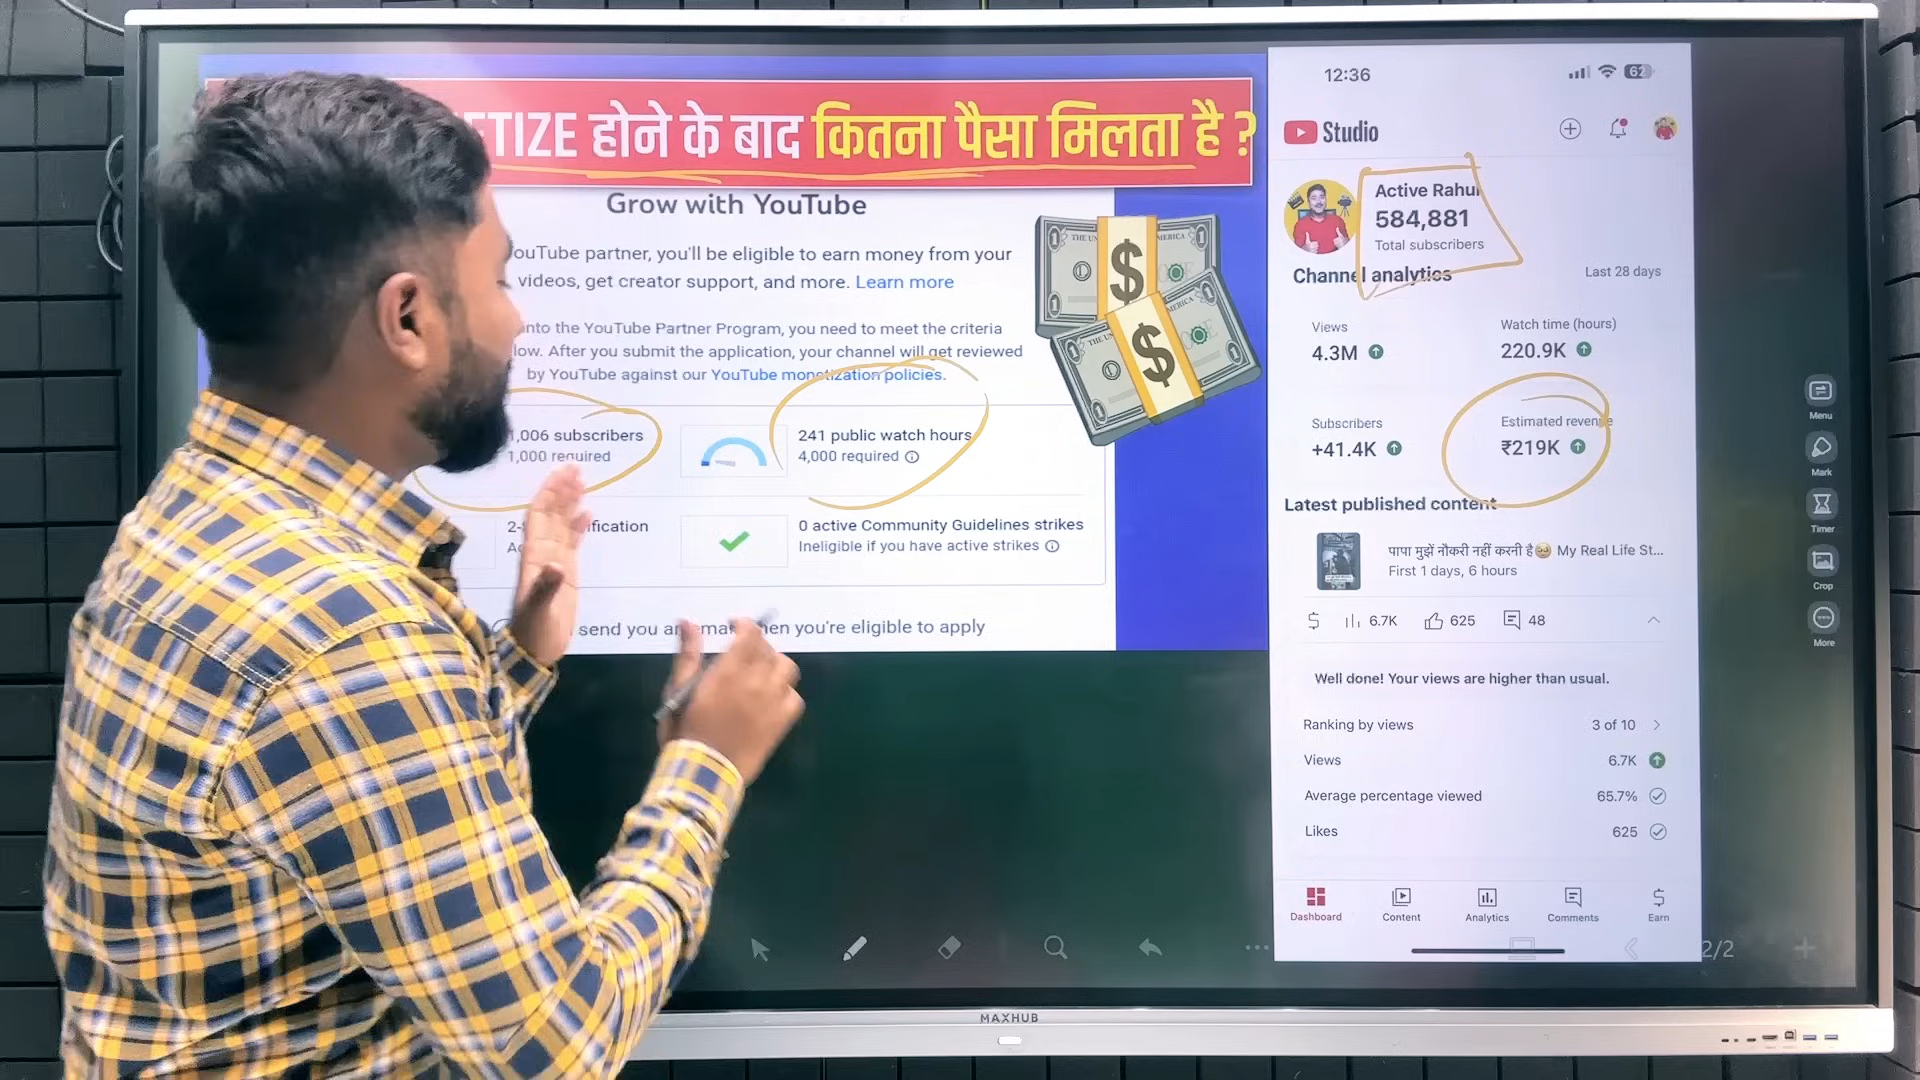 ETIZE होने के बाद कितना पैसा मिलता है ?
Grow with YouTube
YouTube partner, you'll be eligible to earn money from your
videos, get creator support, and more. Learn more
into the YouTube Partner Program, you need to meet the criteria
low. After you submit the application, your channel will get reviewed
by YouTube against our YouTube monetization policies.
1,006 subscribers
1,000 required
241 public watch hours
4,000 required
2-
fication
0 active Community Guidelines strikes
Ineligible if you have active strikes
send you an email when you're eligible to apply
12:36
62
Studio
Active Rahul
584,881
Total subscribers
Channel analytics
Last 28 days
Views
4.3M
Watch time (hours)
220.9K
Subscribers
+41.4K
Estimated revenue
₹219K
Latest published content
पापा मुझें नौकरी नहीं करनी है🥺 My Real Life St...
First 1 days, 6 hours
6.7K
625
48
Well done! Your views are higher than usual.
Ranking by views
3 of 10
Views
6.7K
Average percentage viewed
65.7%
Likes
625
Dashboard
Content
Analytics
Comments
Earn
2/2
Menu
Mark
Timer
Crop
More
MAXHUB